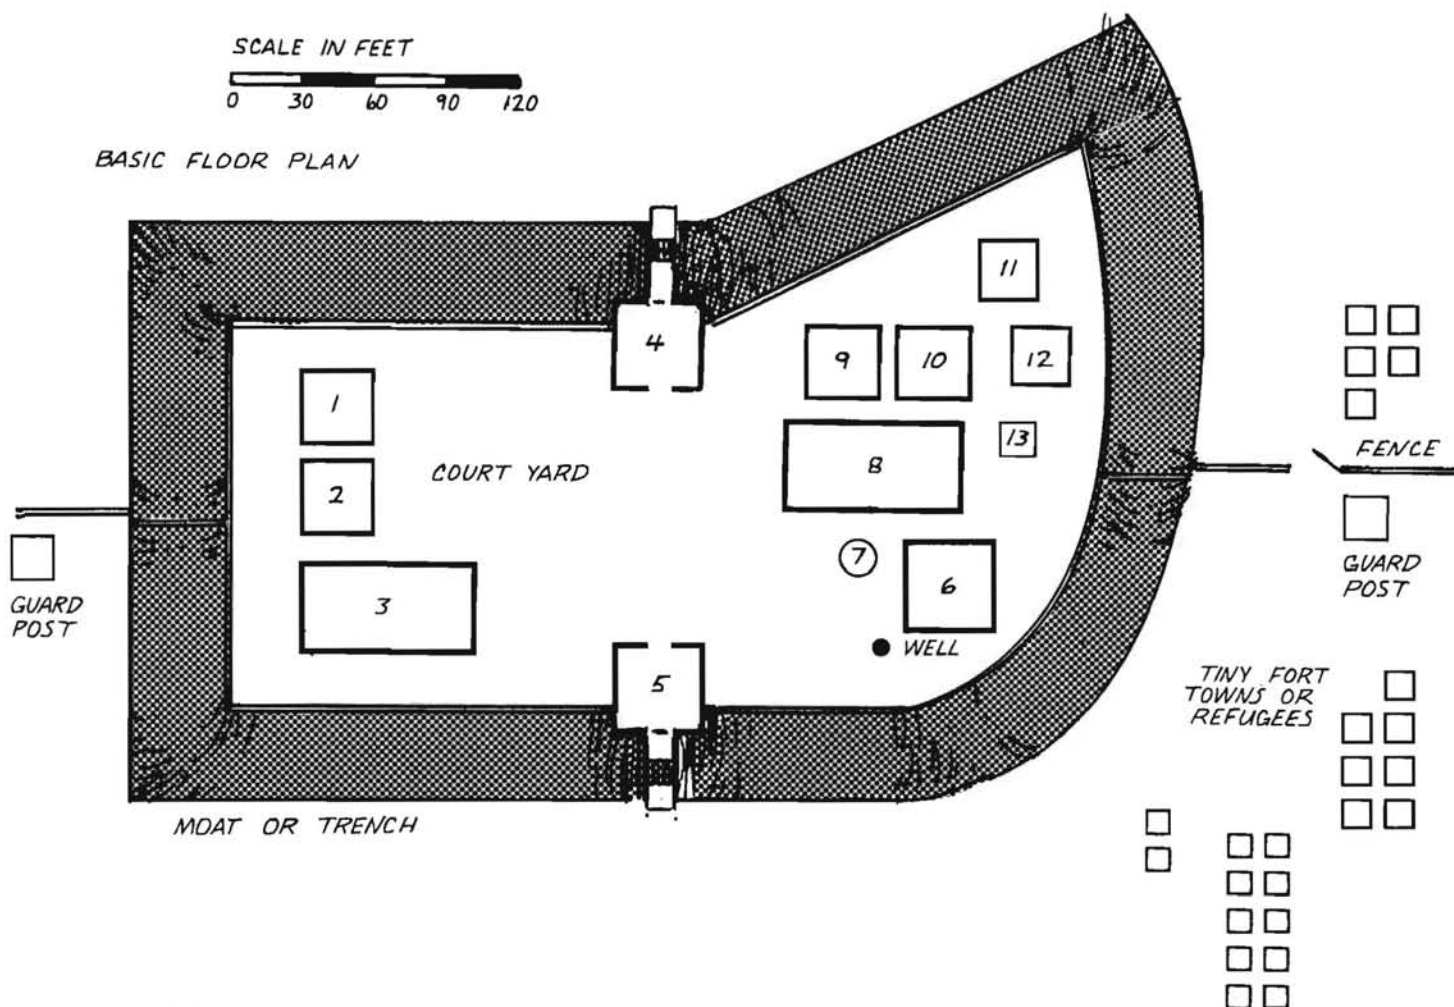 SCALE IN FEET
0 30 60 90 120
BASIC FLOOR PLAN
11
4
9 10 12
1
13
FENCE
COURT YARD
8
2
7
GUARD
POST
GUARD
POST
6
3
WELL
5
TINY FORT
TOWNS OR
REFUGEES
MOAT OR TRENCH